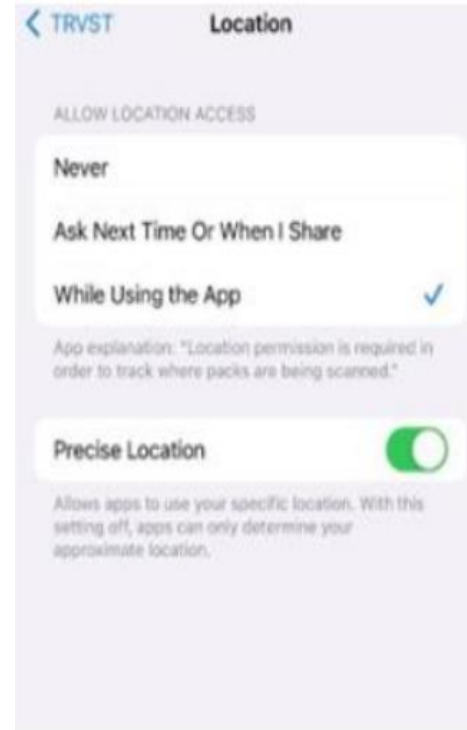 TRVST
Location
ALLOW LOCATION ACCESS
Never
Ask Next Time Or When I Share
While Using the App
App explanation: "Location permission is required in
order to track where packs are being scanned."
Precise Location
Allows apps to use your specific location. With this
setting off, apps can only determine your
approximate location.